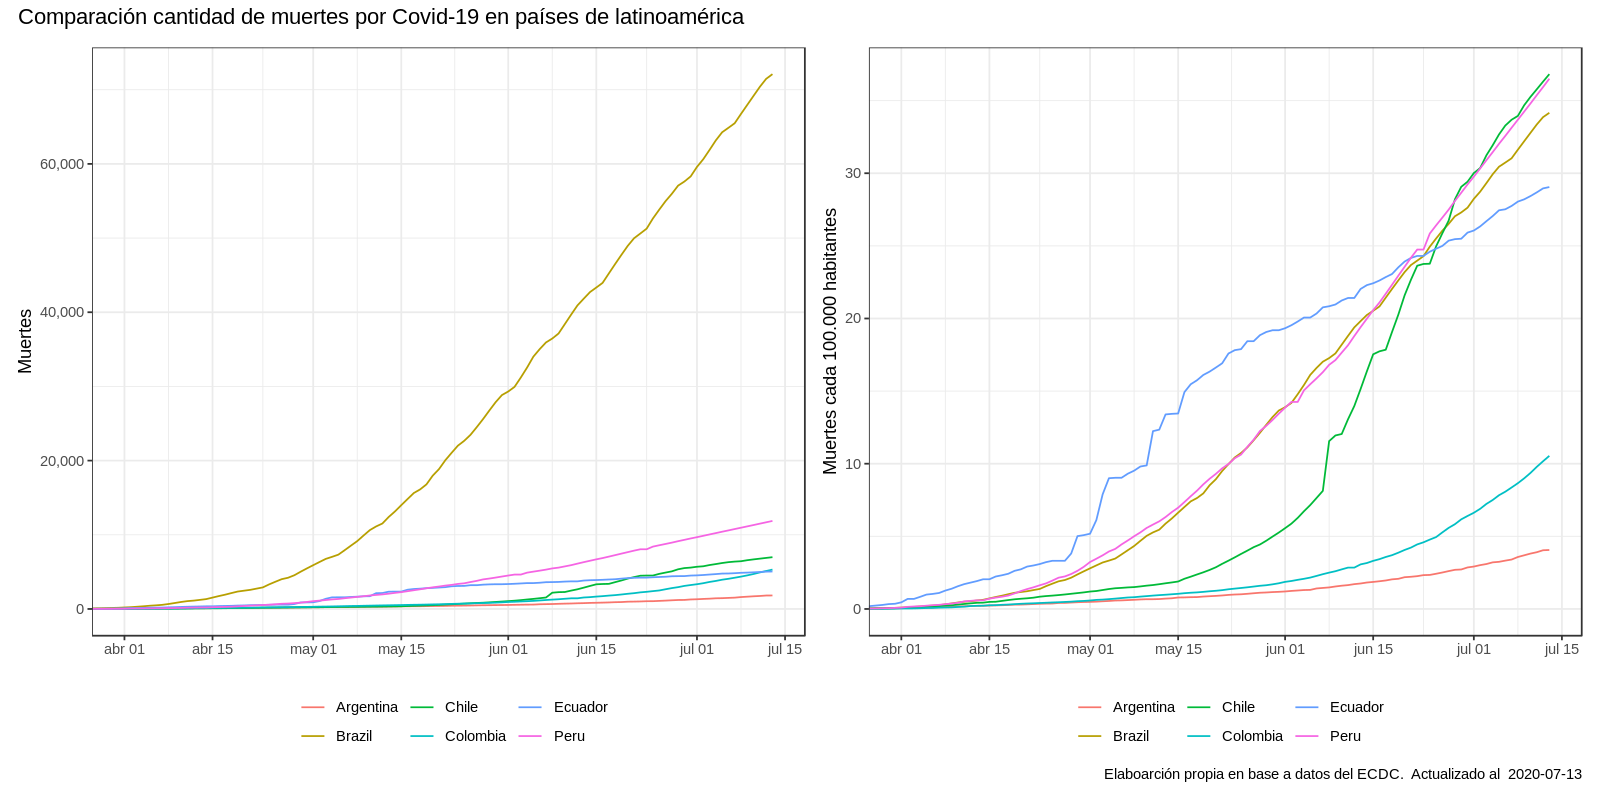 Comparación cantidad de muertes por Covid-19 en países de latinoamérica
Muertes
60,000
40,000
20,000
0
abr 01 abr 15 may 01 may 15 jun 01 jun 15 jul 01 jul 15
Argentina Chile Ecuador
Brazil Colombia Peru
Muertes cada 100.000 habitantes
30
20
10
0
abr 01 abr 15 may 01 may 15 jun 01 jun 15 jul 01 jul 15
Argentina Chile Ecuador
Brazil Colombia Peru
Elaboarción propia en base a datos del ECDC. Actualizado al 2020-07-13